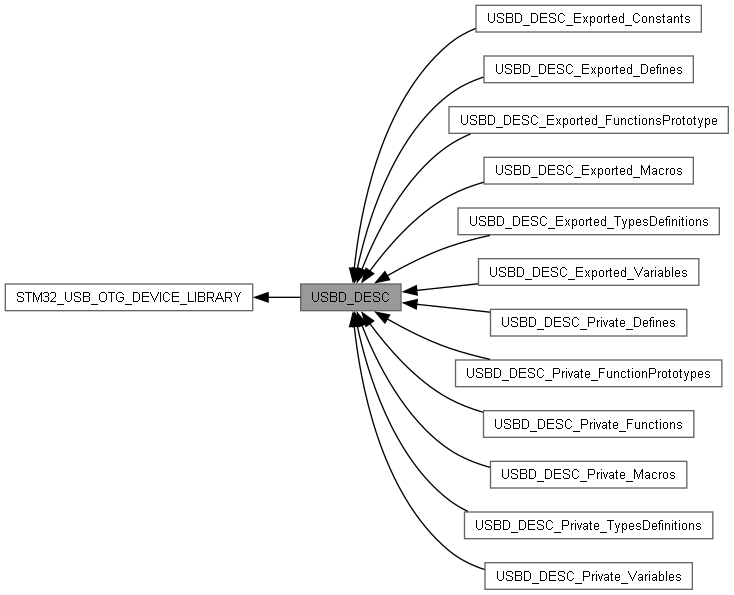 USBD_DESC_Exported_Constants
USBD_DESC_Exported_Defines
USBD_DESC_Exported_FunctionsPrototype
USBD_DESC_Exported_Macros
USBD_DESC_Exported_TypesDefinitions
USBD_DESC_Exported_Variables
STM32_USB_OTG_DEVICE_LIBRARY
USBD_DESC
USBD_DESC_Private_Defines
USBD_DESC_Private_FunctionPrototypes
USBD_DESC_Private_Functions
USBD_DESC_Private_Macros
USBD_DESC_Private_TypesDefinitions
USBD_DESC_Private_Variables